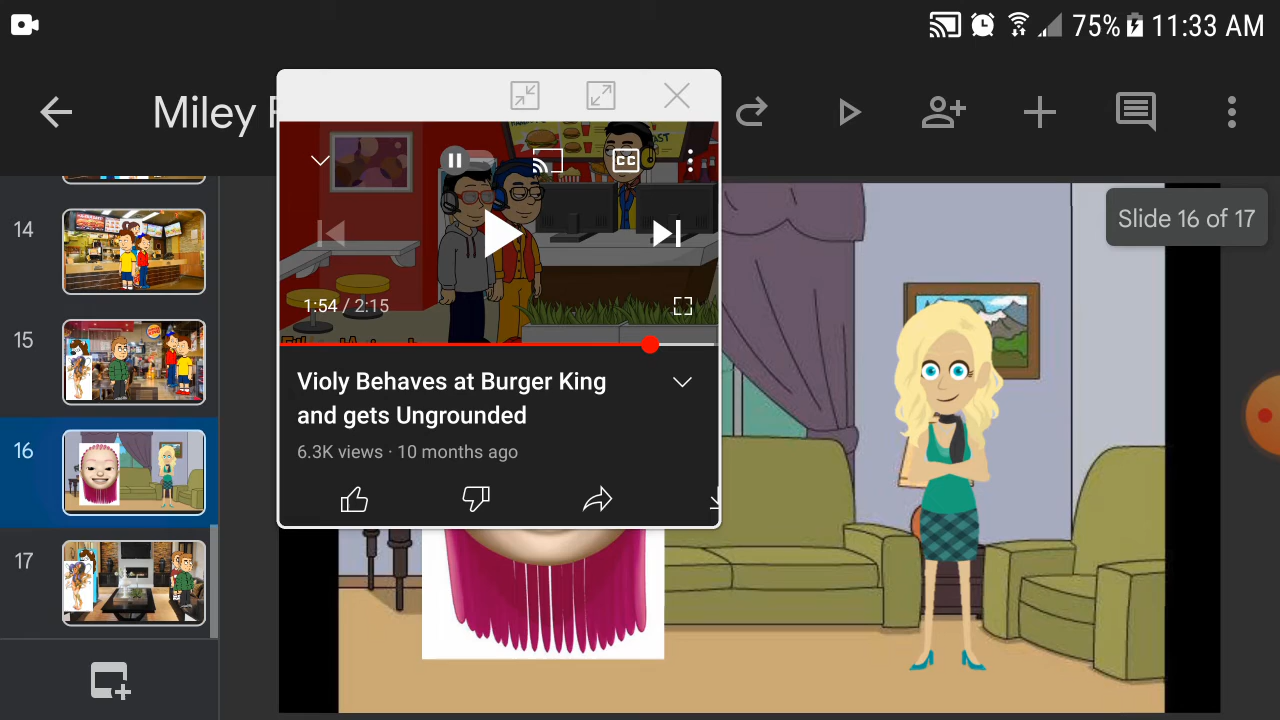 75% 11:33 AM
Miley
CC
Slide 16 of 17
14
1:54 / 2:15
15
Violy Behaves at Burger King
and gets Ungrounded
16
6.3K views · 10 months ago
17